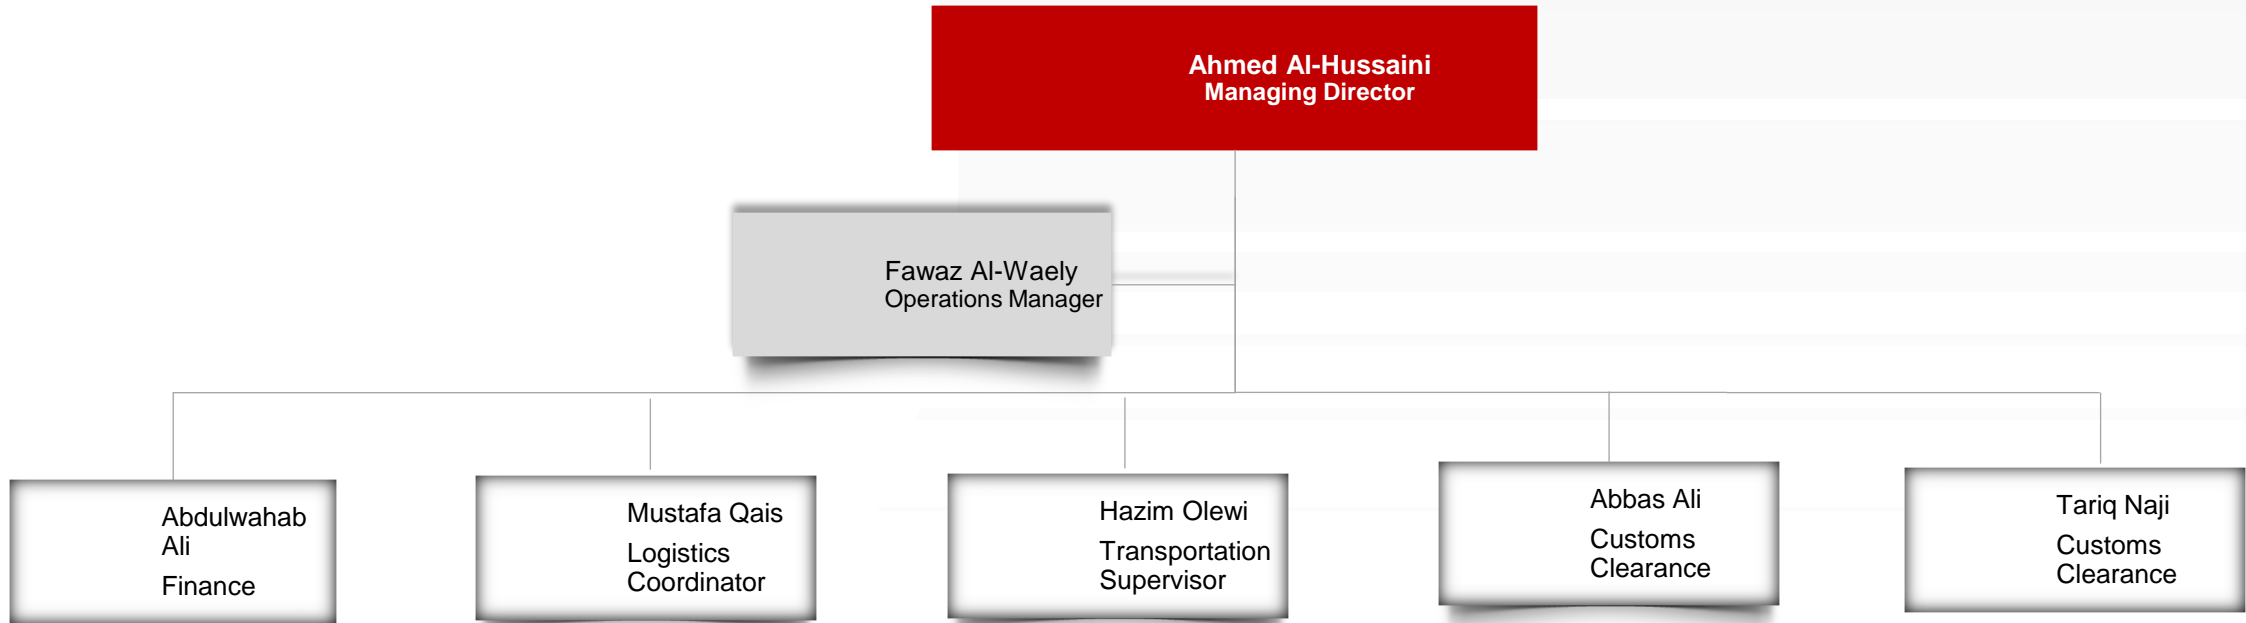 Ahmed Al-Hussaini
Managing Director
Fawaz Al-Waely
Operations Manager
Abdulwahab
Ali
Finance
Mustafa Qais
Logistics
Coordinator
Hazim Olewi
Transportation
Supervisor
Abbas Ali
Customs
Clearance
Tariq Naji
Customs
Clearance